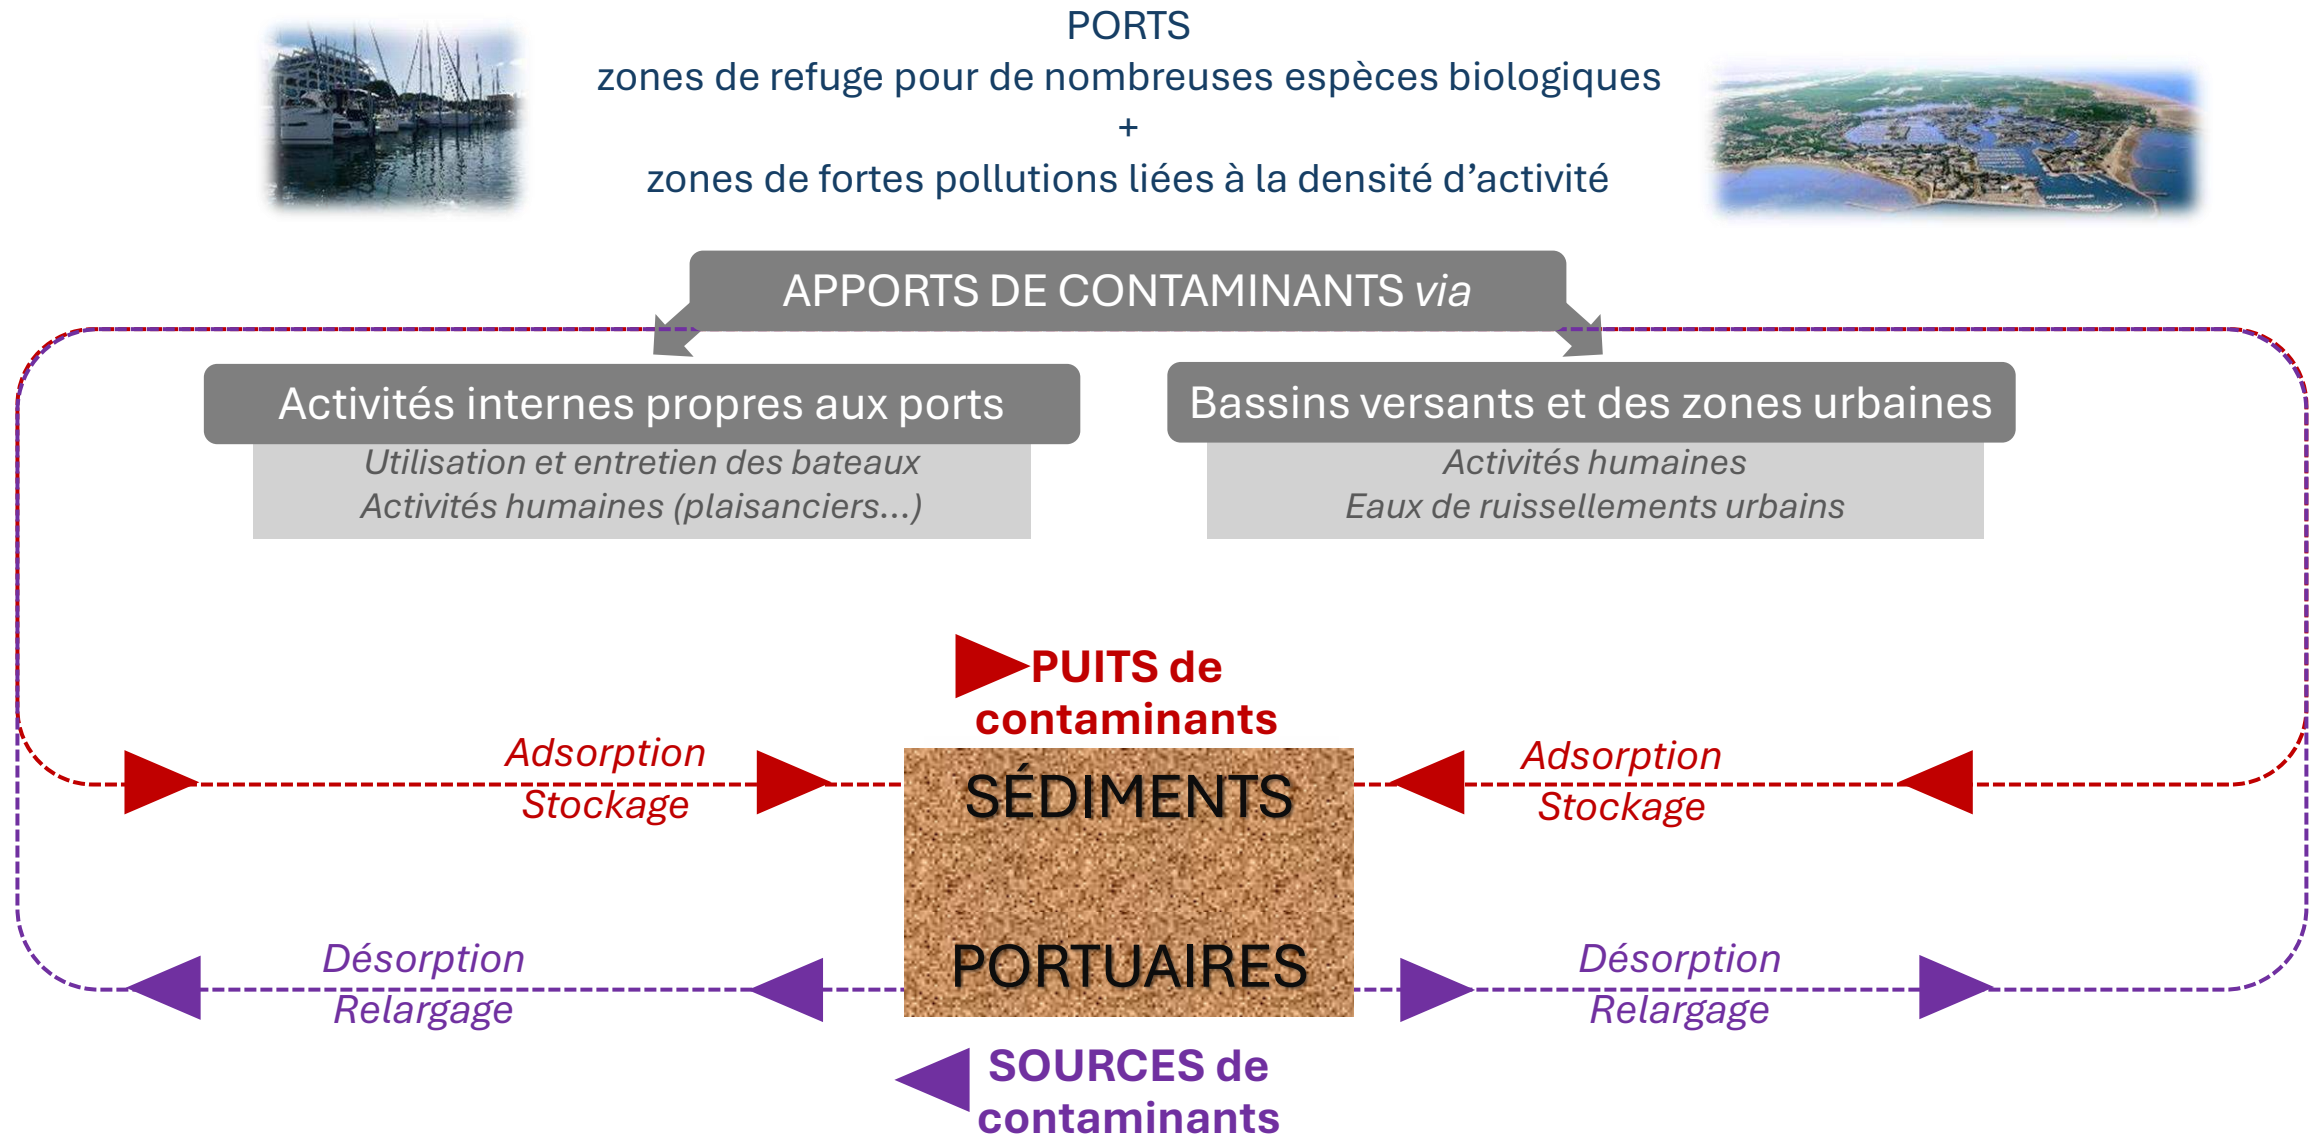 PORTS
zones de refuge pour de nombreuses espèces biologiques
+
zones de fortes pollutions liées à la densité d’activité
APPORTS DE CONTAMINANTS via
Activités internes propres aux ports
Utilisation et entretien des bateaux
Activités humaines (plaisanciers...)
Bassins versants et des zones urbaines
Activités humaines
Eaux de ruissellements urbains
PUITS de
contaminants
Adsorption
Stockage
SÉDIMENTS
Adsorption
Stockage
Désorption
Relargage
PORTUAIRES
Désorption
Relargage
SOURCES de
contaminants